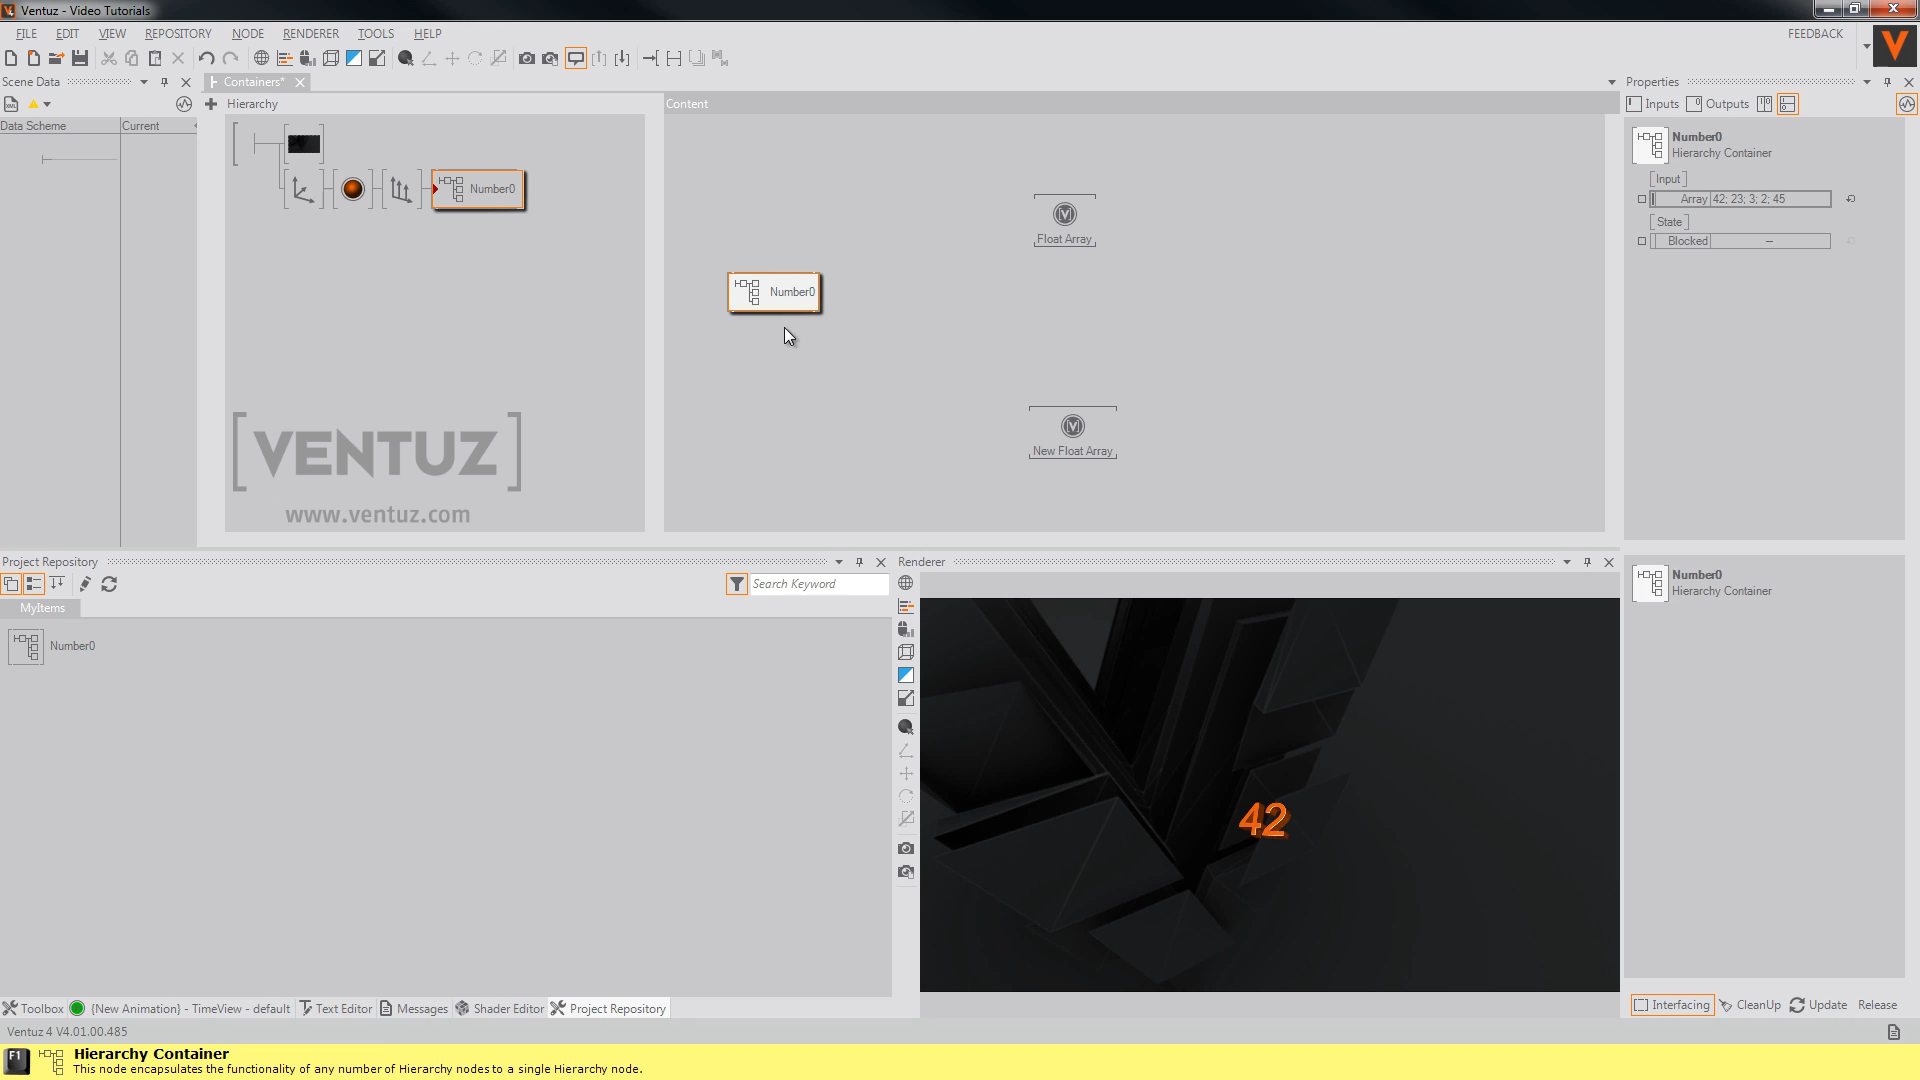 Ventuz - Video Tutorials
FILE EDIT VIEW REPOSITORY NODE RENDERER TOOLS HELP
FEEDBACK
V
Scene Data
Containers*
Properties
Hierarchy
Content
Inputs Outputs
Data Scheme Current
Number0
Hierarchy Container
[Input]
Array 42; 23; 3; 2; 45
[State]
Blocked –
Number0
Float Array
Number0
New Float Array
[VENTUZ]
www.ventuz.com
Project Repository
Renderer
Search Keyword
MyItems
Number0
Number0
Hierarchy Container
42
Toolbox {New Animation} - TimeView - default Text Editor Messages Shader Editor Project Repository
Interfacing CleanUp Update Release
Ventuz 4 V4.01.00.485
F1 Hierarchy Container
This node encapsulates the functionality of any number of Hierarchy nodes to a single Hierarchy node.